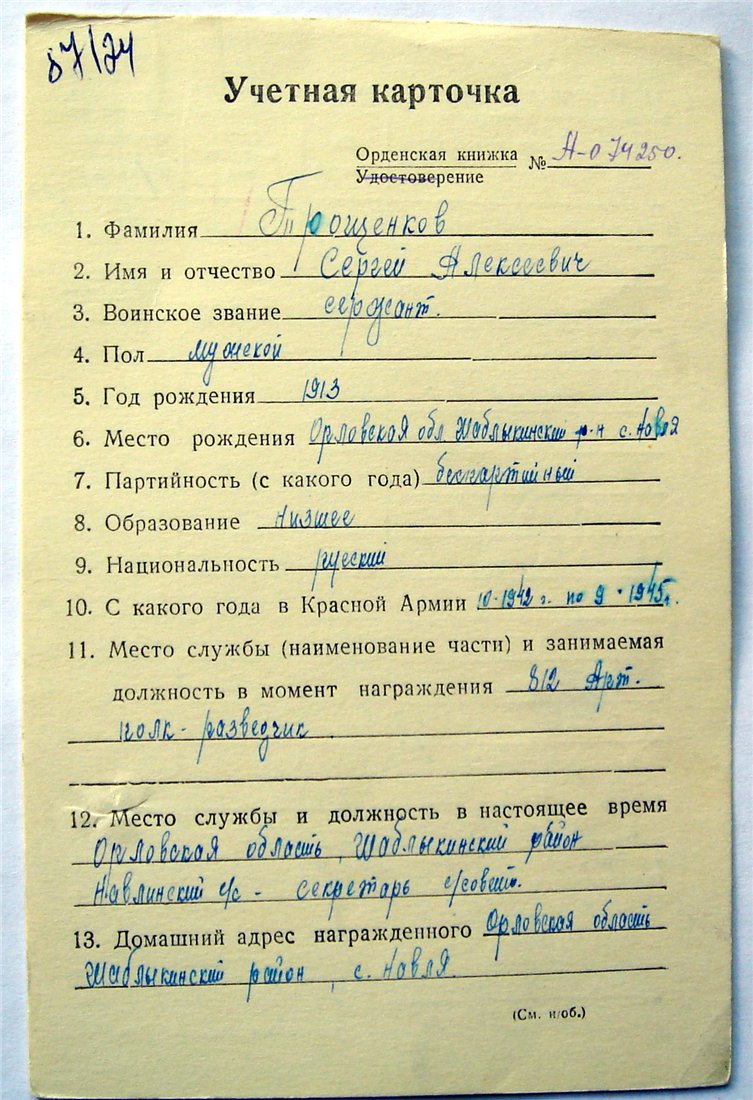 87/74
Учетная карточка
Орденская книжка № А-074250.
Удостоверение
1. Фамилия Трощенков
2. Имя и отчество Сергей Алексеевич
3. Воинское звание сержант.
4. Пол мужской
5. Год рождения 1913
6. Место рождения Орловская обл Шаблыкинский р-н с. Навля
7. Партийность (с какого года) беспартийный
8. Образование низшее
9. Национальность русский
10. С какого года в Красной Армии 10-1942 г. по 9-1945г.
11. Место службы (наименование части) и занимаемая
должность в момент награждения 812 Арт.
полк - разведчик
12. Место службы и должность в настоящее время
Орловская область, Шаблыкинский район
Навлинский с/с - секретарь с/совет.
13. Домашний адрес награжденного Орловская область
Шаблыкинский район, с. Навля
(См. н/об.)